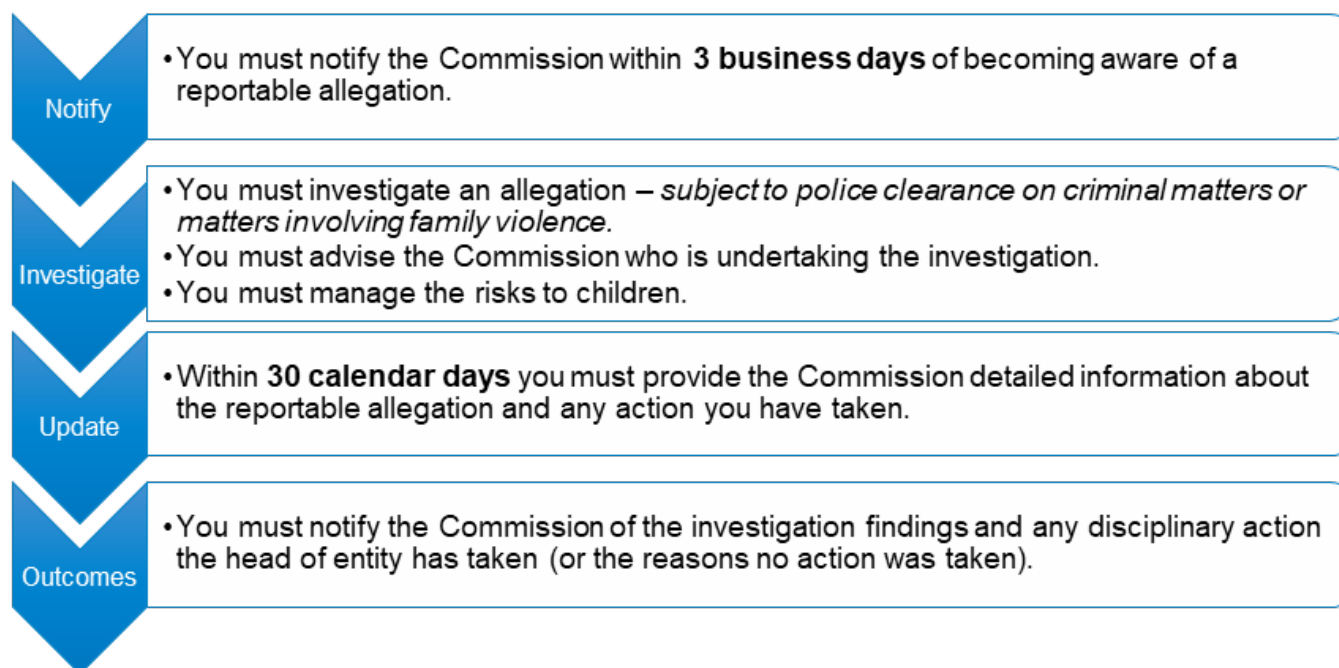 Notify
•You must notify the Commission within 3 business days of becoming aware of a
reportable allegation.
Investigate
•You must investigate an allegation – subject to police clearance on criminal matters or
matters involving family violence.
•You must advise the Commission who is undertaking the investigation.
•You must manage the risks to children.
Update
•Within 30 calendar days you must provide the Commission detailed information about
the reportable allegation and any action you have taken.
Outcomes
•You must notify the Commission of the investigation findings and any disciplinary action
the head of entity has taken (or the reasons no action was taken).